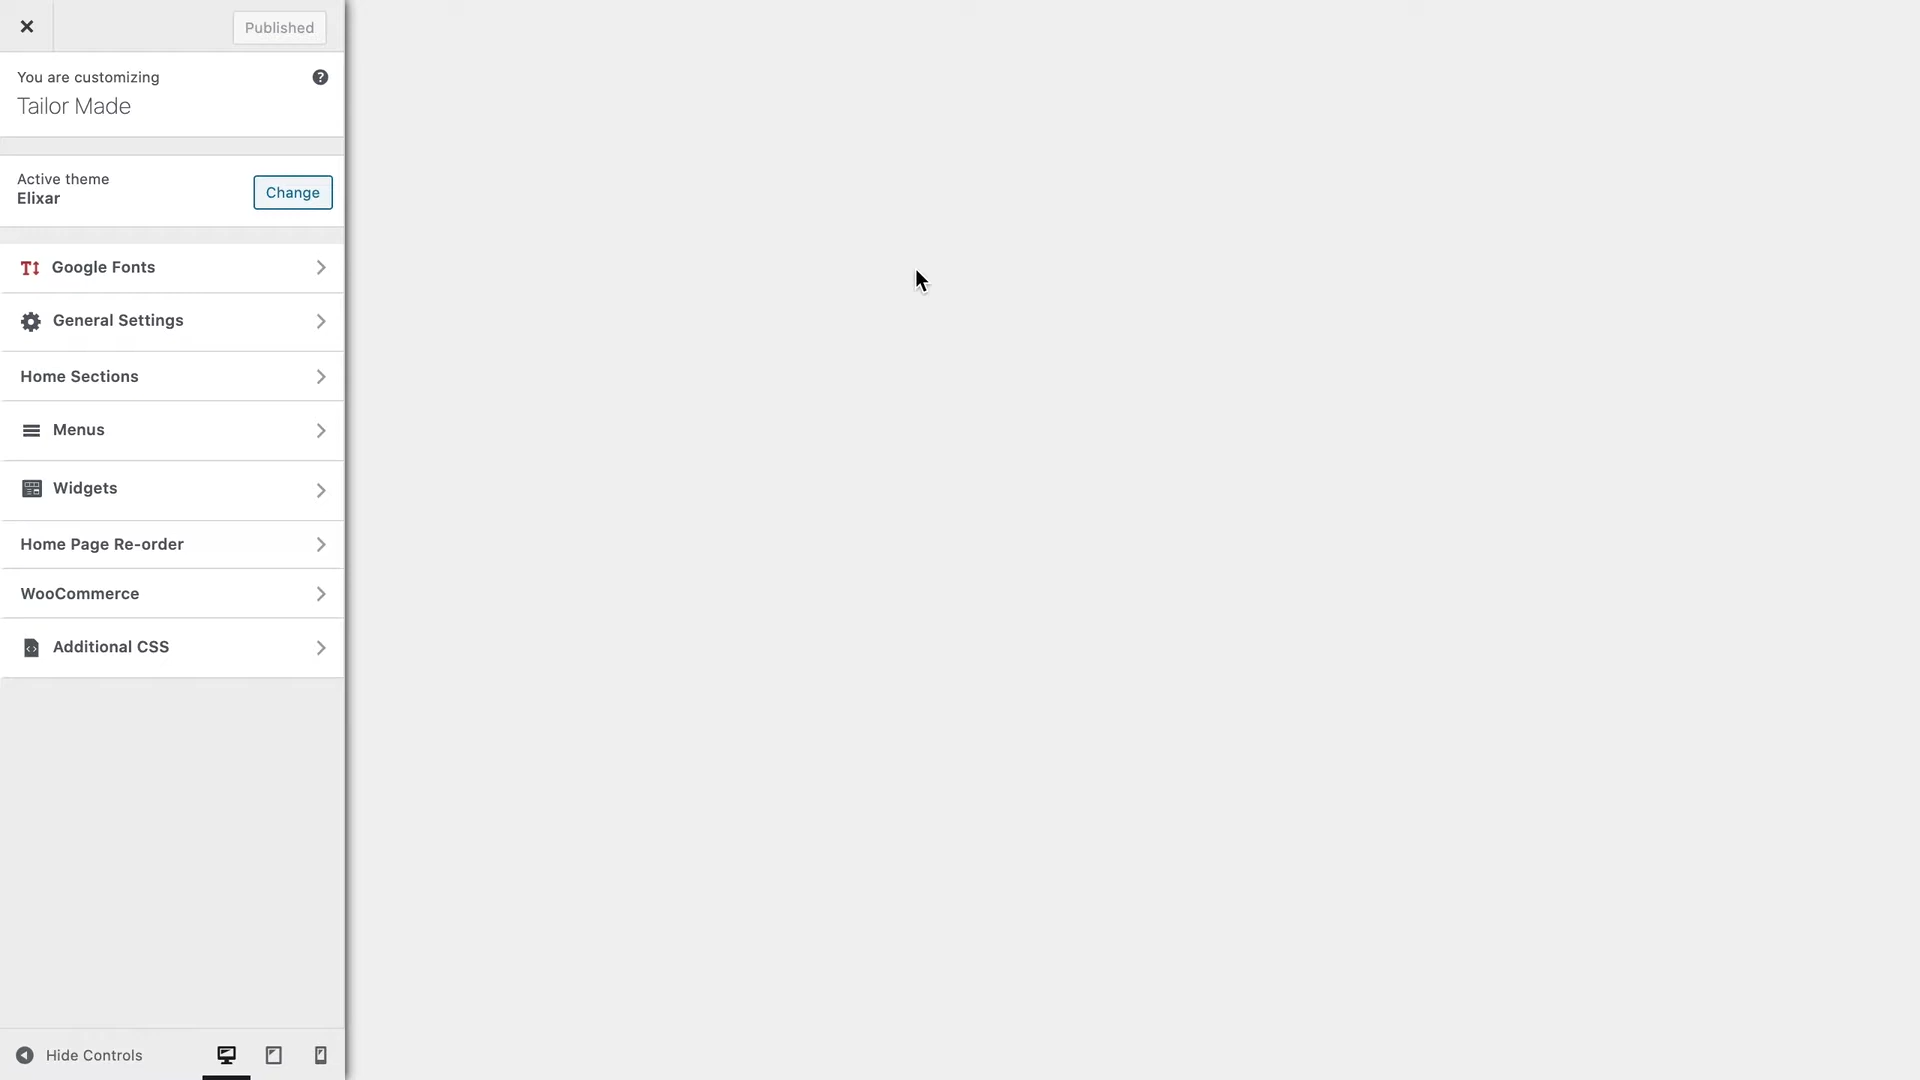 Published
You are customizing
Tailor Made
Active theme
Elixar
Change
Google Fonts
General Settings
Home Sections
Menus
Widgets
Home Page Re-order
WooCommerce
Additional CSS
Hide Controls